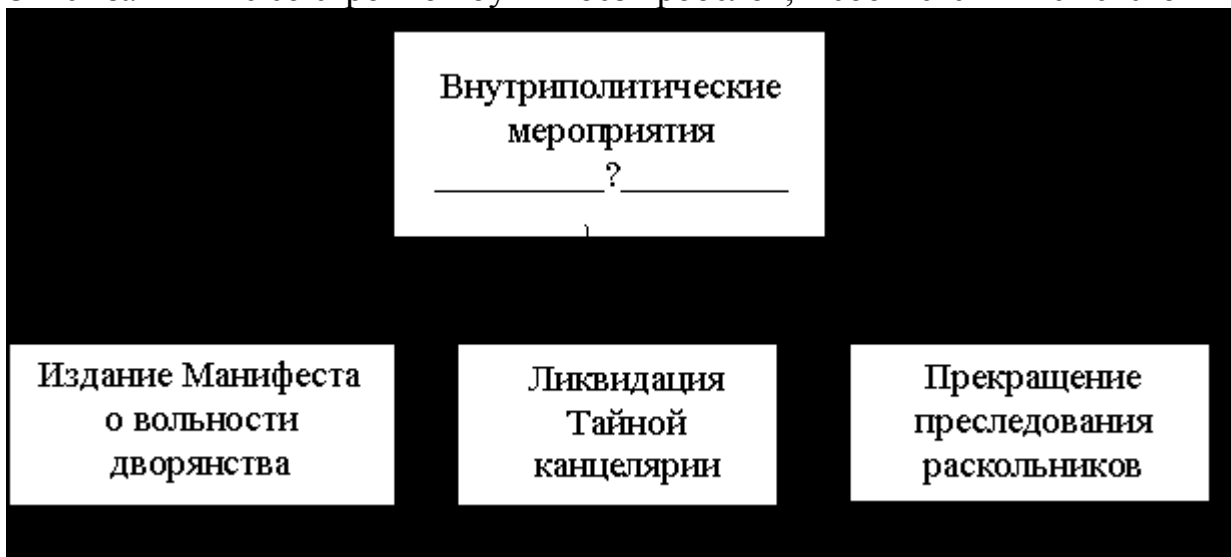 Внутриполитические
мероприятия
__________?__________
Издание Манифеста
о вольности
дворянства
Ликвидация
Тайной
канцелярии
Прекращение
преследования
раскольников